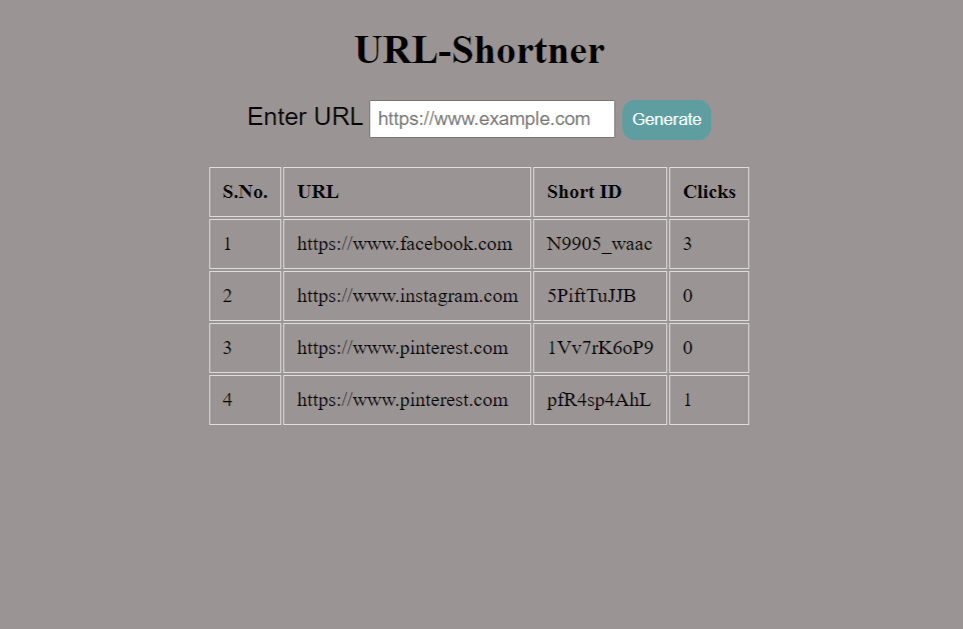 URL-Shortner
Enter URL https://www.example.com Generate
S.No. URL Short ID Clicks
1 https://www.facebook.com N9905_waac 3
2 https://www.instagram.com 5PiftTuJJB 0
3 https://www.pinterest.com 1Vv7rK6oP9 0
4 https://www.pinterest.com pfR4sp4AhL 1